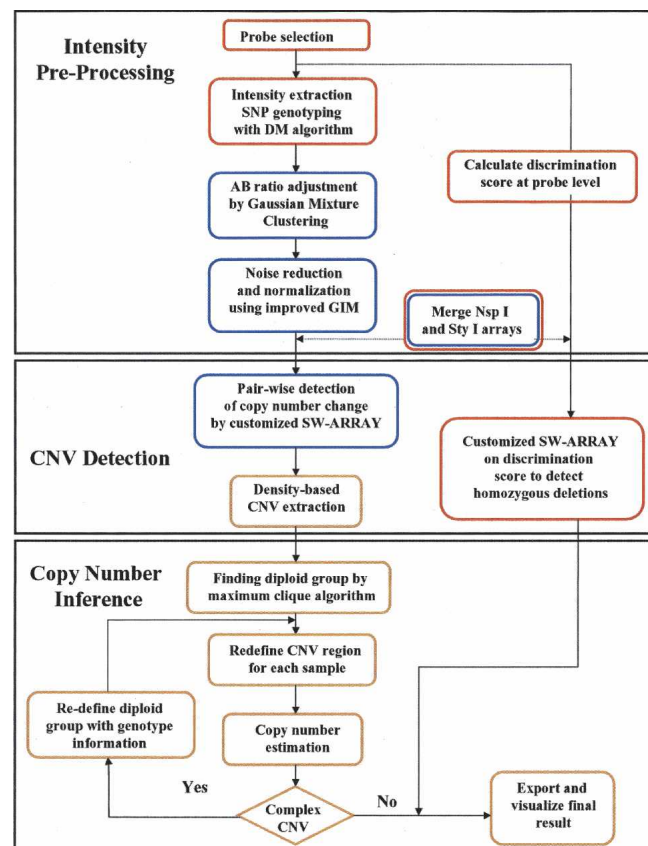 Intensity
Pre-Processing
Probe selection
Intensity extraction
SNP genotyping
with DM algorithm
Calculate discrimination
score at probe level
AB ratio adjustment
by Gaussian Mixture
Clustering
Noise reduction
and normalization
using improved GIM
Merge Nsp I
and Sty I arrays
CNV Detection
Pair-wise detection
of copy number change
by customized SW-ARRAY
Customized SW-ARRAY
on discrimination
score to detect
homozygous deletions
Density-based
CNV extraction
Copy Number
Inference
Finding diploid group by
maximum clique algorithm
Redefine CNV region
for each sample
Re-define diploid
group with genotype
information
Copy number
estimation
Yes
Complex
CNV
No
Export and
visualize final
result